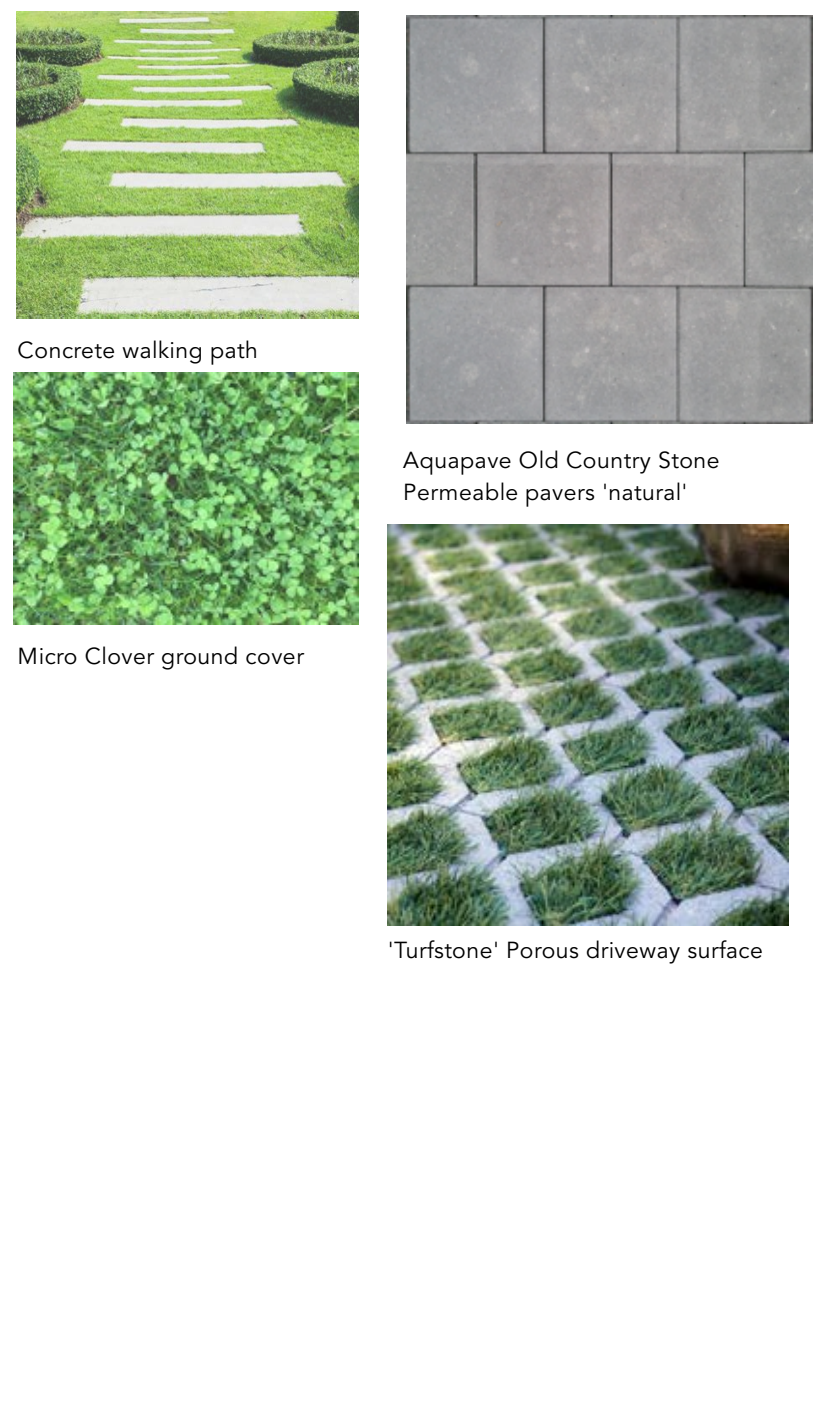 Concrete walking path
Micro Clover ground cover
Aquapave Old Country Stone
Permeable pavers 'natural'
'Turfstone' Porous driveway surface